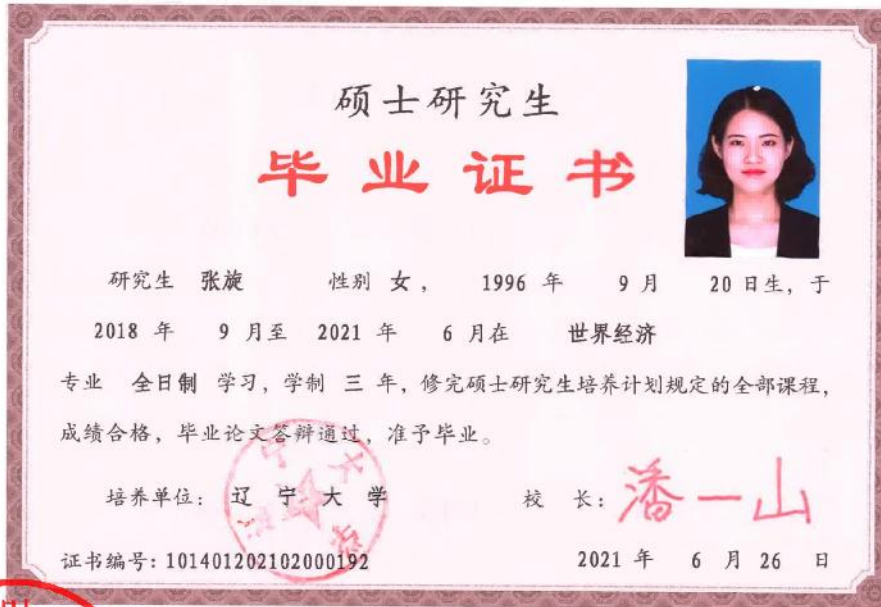 硕士研究生
毕业证书
研究生 张旋 性别 女， 1996 年 9 月 20 日生，于
2018 年 9 月至 2021 年 6 月在 世界经济
专业 全日制 学习，学制 三 年，修完硕士研究生培养计划规定的全部课程，
成绩合格，毕业论文答辩通过，准予毕业。
培养单位： 辽宁大学 校 长：潘一山
证书编号：101401202102000192 2021 年 6 月 26 日